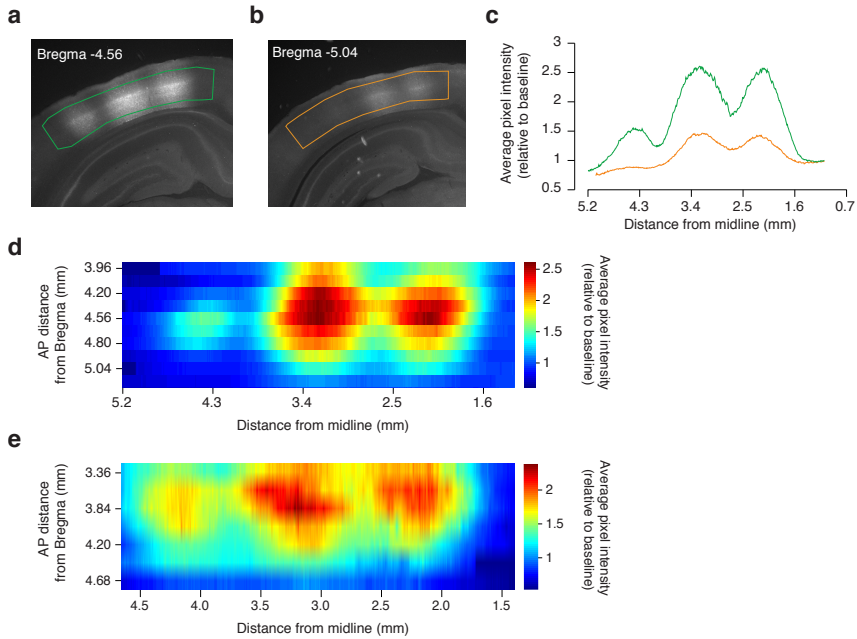 a
Bregma -4.56
b
Bregma -5.04
c
Average pixel intensity
(relative to baseline)
3
2.5
2
1.5
1
0.5
5.2 4.3 3.4 2.5 1.6 0.7
Distance from midline (mm)
d
AP distance
from Bregma (mm)
3.96
4.20
4.56
4.80
5.04
5.2 4.3 3.4 2.5 1.6
Distance from midline (mm)
2.5
2
1.5
1
Average pixel intensity
(relative to baseline)
e
AP distance
from Bregma (mm)
3.36
3.84
4.20
4.68
4.5 4.0 3.5 3.0 2.5 2.0 1.5
Distance from midline (mm)
2
1.5
1
Average pixel intensity
(relative to baseline)